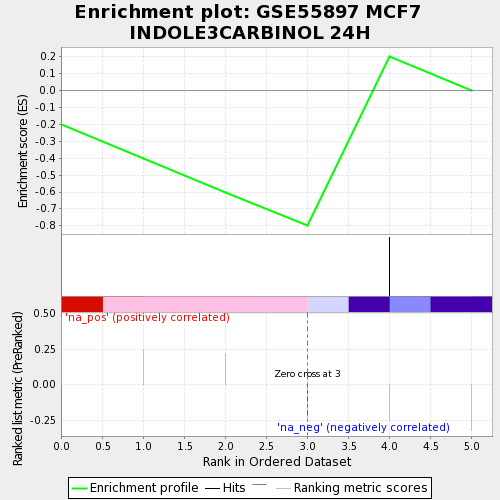 Enrichment plot: GSE55897 MCF7
INDOLE3CARBINOL 24H
Enrichment score (ES)
0.2
0.1
0.0
-0.1
-0.2
-0.3
-0.4
-0.5
-0.6
-0.7
-0.8
Ranked list metric (PreRanked)
0.50
0.25
0.00
-0.25
'na_pos' (positively correlated)
Zero cross at 3
'na_neg' (negatively correlated)
0.0 0.5 1.0 1.5 2.0 2.5 3.0 3.5 4.0 4.5 5.0
Rank in Ordered Dataset
Enrichment profile Hits Ranking metric scores